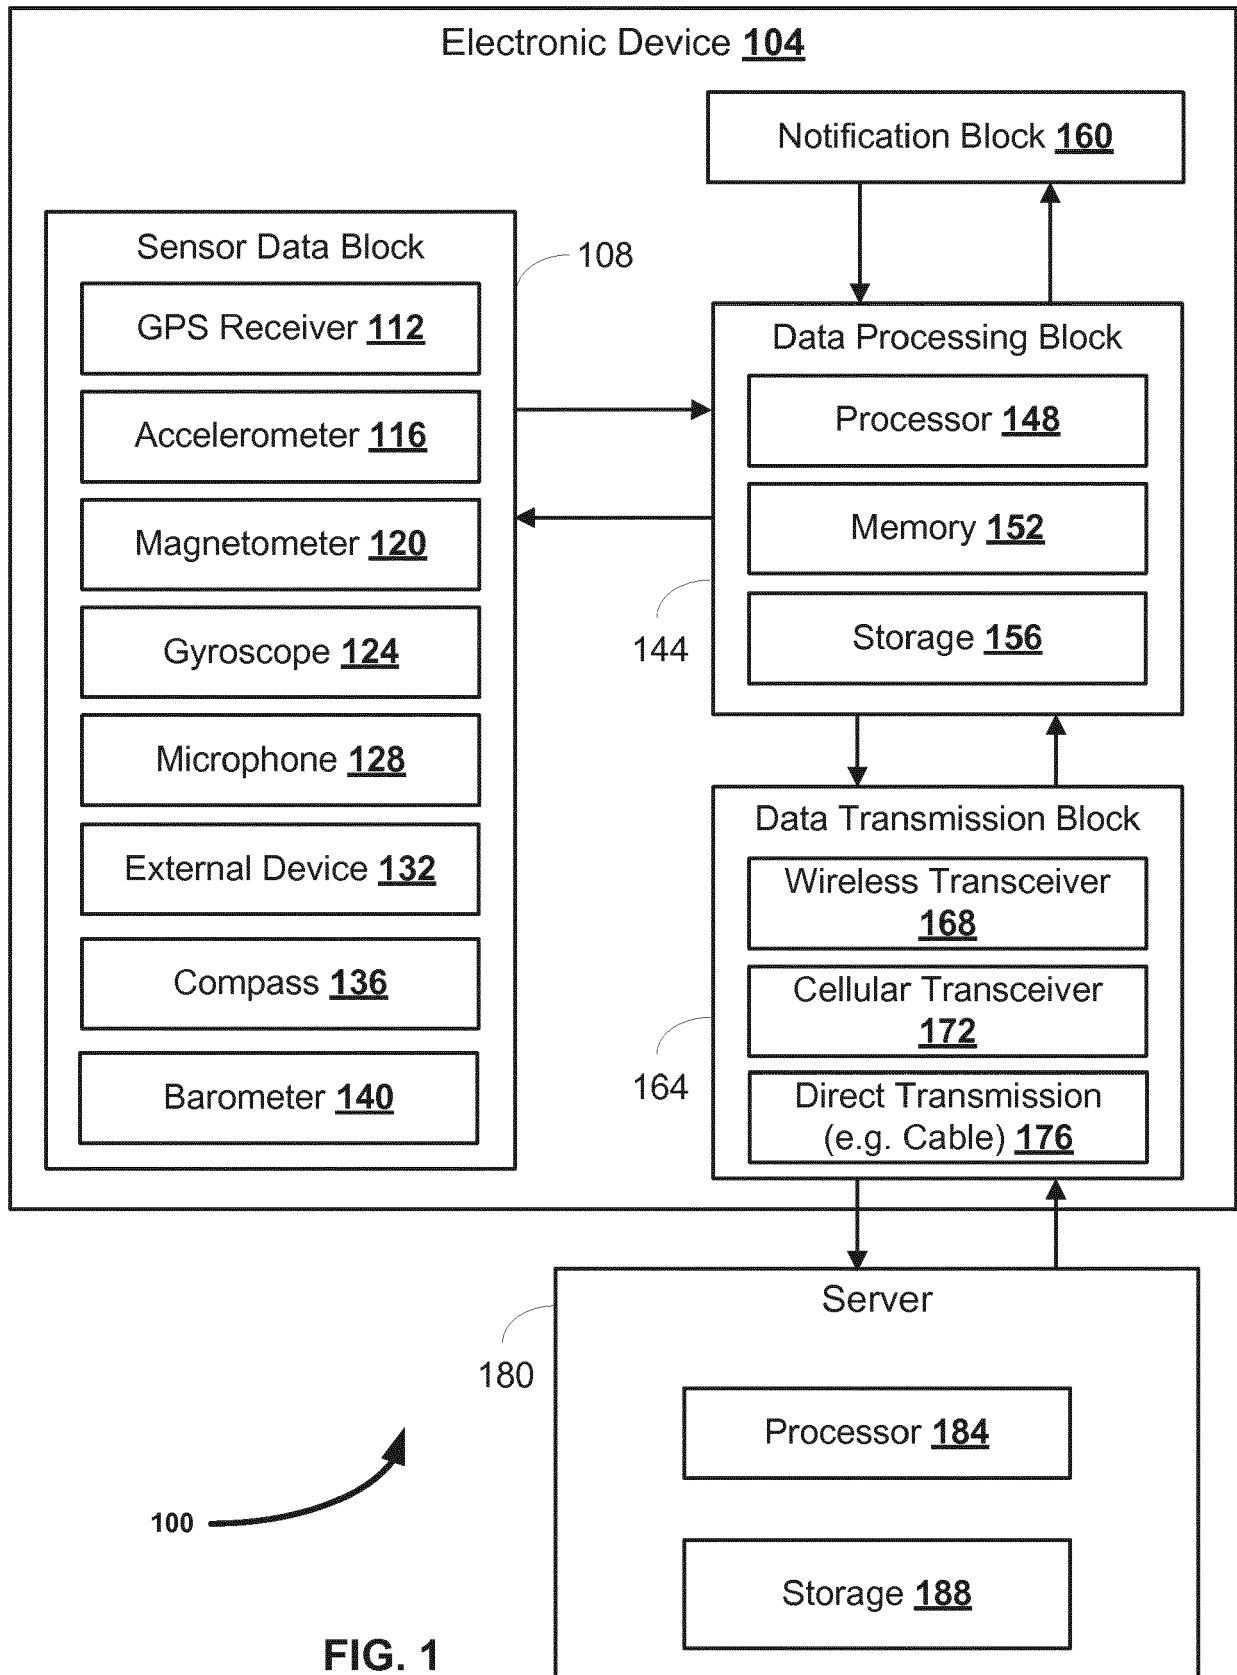 Electronic Device 104
Notification Block 160
Sensor Data Block
108
GPS Receiver 112
Accelerometer 116
Magnetometer 120
Gyroscope 124
Microphone 128
External Device 132
Compass 136
Barometer 140
Data Processing Block
Processor 148
Memory 152
Storage 156
144
Data Transmission Block
Wireless Transceiver
168
Cellular Transceiver
172
Direct Transmission
(e.g. Cable) 176
164
Server
180
Processor 184
Storage 188
100
FIG. 1